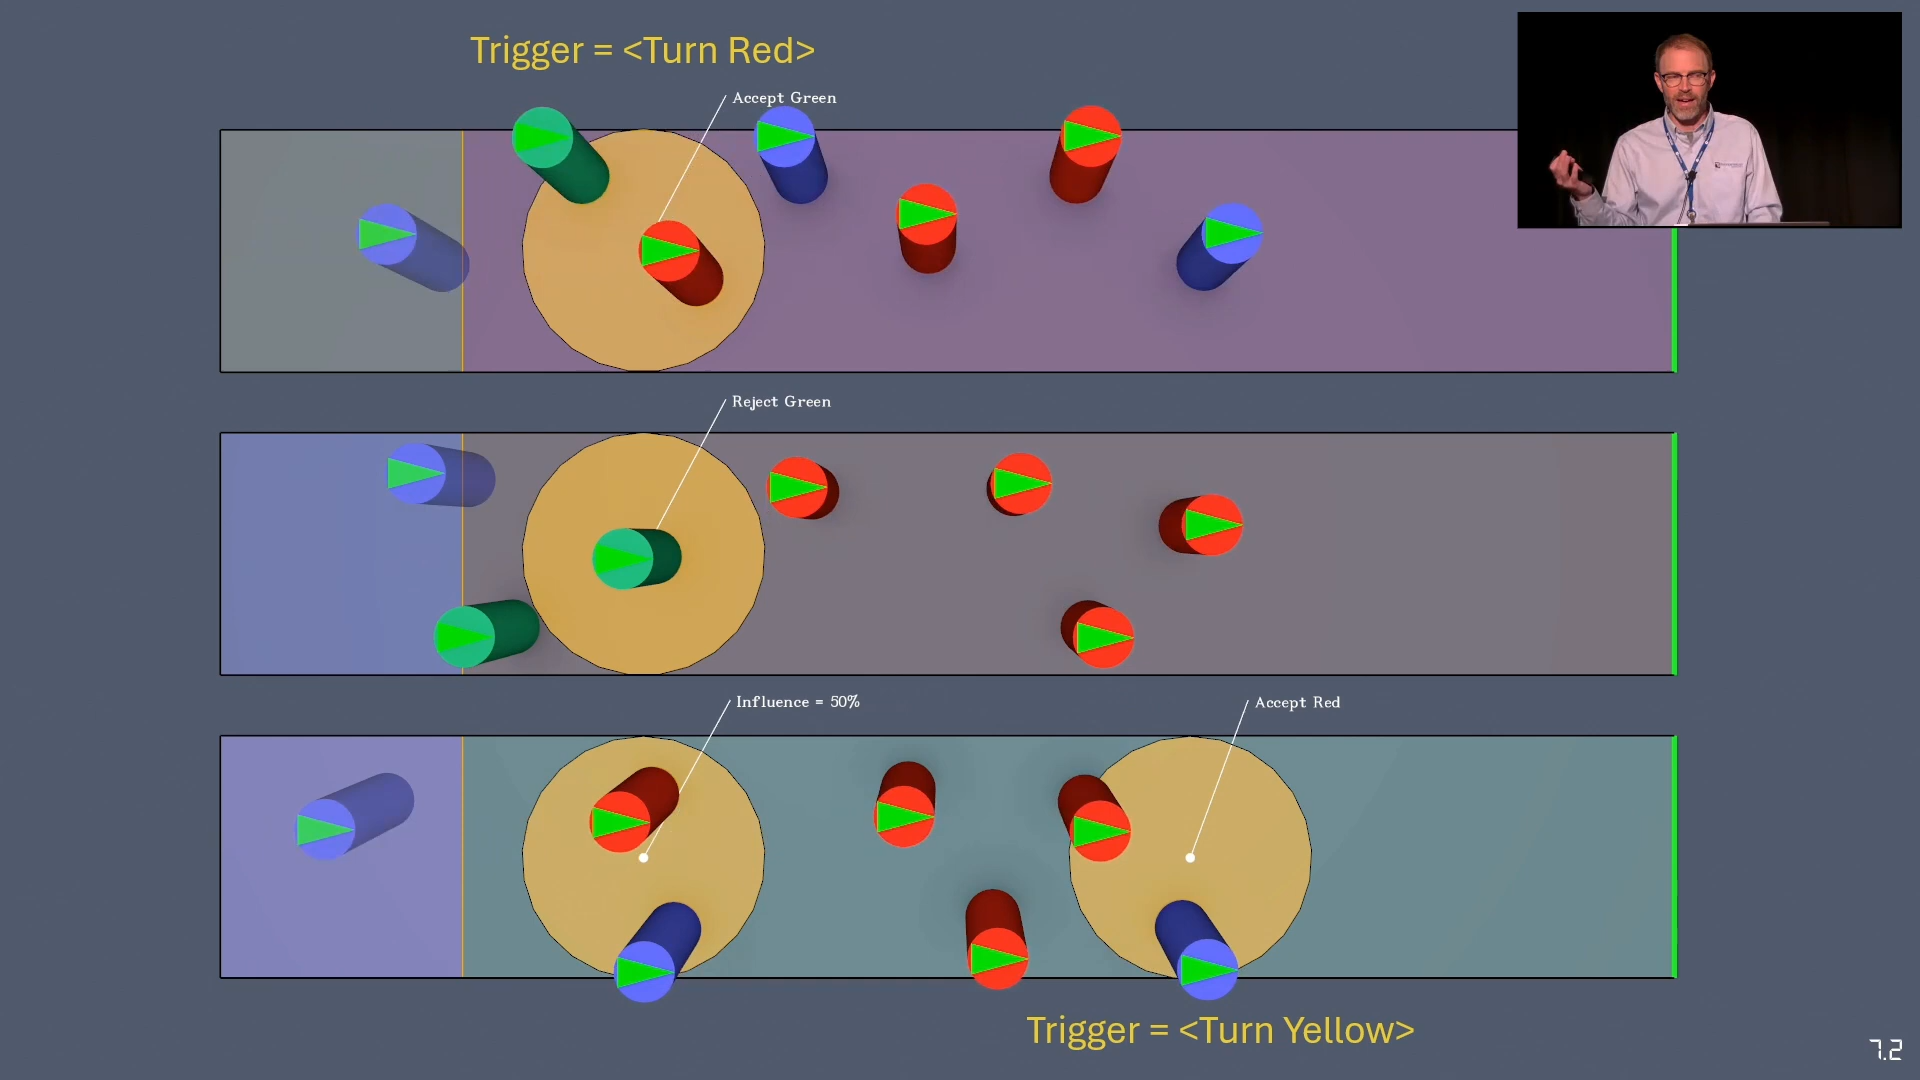 Trigger = <Turn Red>
Accept Green
Reject Green
Influence = 50%
Accept Red
Trigger = <Turn Yellow>
7.2